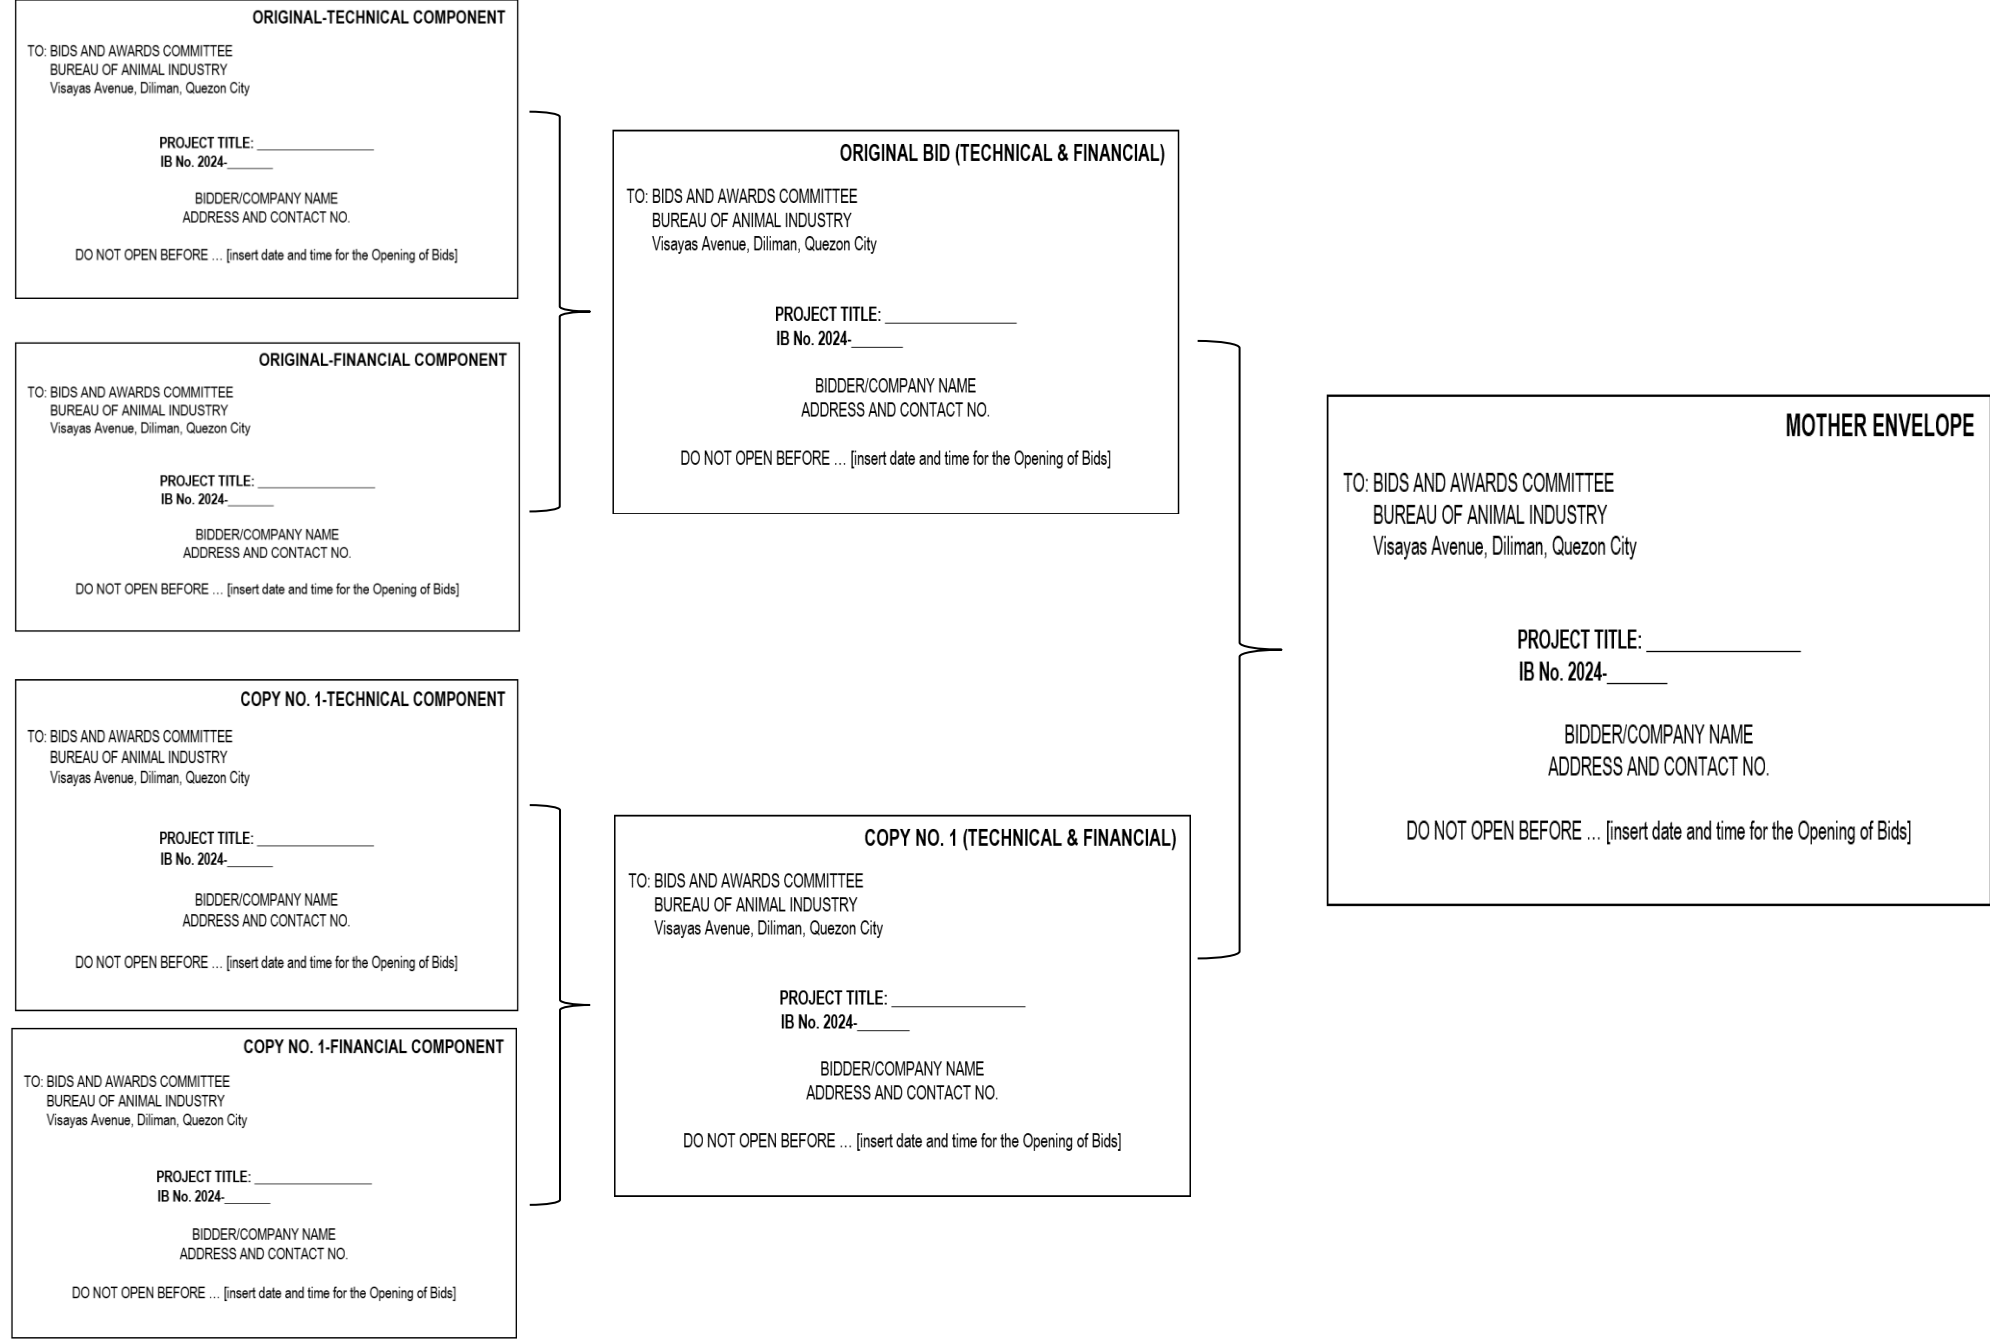 ORIGINAL-TECHNICAL COMPONENT
TO: BIDS AND AWARDS COMMITTEE
BUREAU OF ANIMAL INDUSTRY
Visayas Avenue, Diliman, Quezon City
PROJECT TITLE: _________________
IB No. 2024-_______
BIDDER/COMPANY NAME
ADDRESS AND CONTACT NO.
DO NOT OPEN BEFORE … [insert date and time for the Opening of Bids]
ORIGINAL-FINANCIAL COMPONENT
TO: BIDS AND AWARDS COMMITTEE
BUREAU OF ANIMAL INDUSTRY
Visayas Avenue, Diliman, Quezon City
PROJECT TITLE: _________________
IB No. 2024-_______
BIDDER/COMPANY NAME
ADDRESS AND CONTACT NO.
DO NOT OPEN BEFORE … [insert date and time for the Opening of Bids]
COPY NO. 1-TECHNICAL COMPONENT
TO: BIDS AND AWARDS COMMITTEE
BUREAU OF ANIMAL INDUSTRY
Visayas Avenue, Diliman, Quezon City
PROJECT TITLE: _________________
IB No. 2024-_______
BIDDER/COMPANY NAME
ADDRESS AND CONTACT NO.
DO NOT OPEN BEFORE … [insert date and time for the Opening of Bids]
COPY NO. 1-FINANCIAL COMPONENT
TO: BIDS AND AWARDS COMMITTEE
BUREAU OF ANIMAL INDUSTRY
Visayas Avenue, Diliman, Quezon City
PROJECT TITLE: _________________
IB No. 2024-_______
BIDDER/COMPANY NAME
ADDRESS AND CONTACT NO.
DO NOT OPEN BEFORE … [insert date and time for the Opening of Bids]
ORIGINAL BID (TECHNICAL & FINANCIAL)
TO: BIDS AND AWARDS COMMITTEE
BUREAU OF ANIMAL INDUSTRY
Visayas Avenue, Diliman, Quezon City
PROJECT TITLE: _________________
IB No. 2024-_______
BIDDER/COMPANY NAME
ADDRESS AND CONTACT NO.
DO NOT OPEN BEFORE … [insert date and time for the Opening of Bids]
COPY NO. 1 (TECHNICAL & FINANCIAL)
TO: BIDS AND AWARDS COMMITTEE
BUREAU OF ANIMAL INDUSTRY
Visayas Avenue, Diliman, Quezon City
PROJECT TITLE: _________________
IB No. 2024-_______
BIDDER/COMPANY NAME
ADDRESS AND CONTACT NO.
DO NOT OPEN BEFORE … [insert date and time for the Opening of Bids]
MOTHER ENVELOPE
TO: BIDS AND AWARDS COMMITTEE
BUREAU OF ANIMAL INDUSTRY
Visayas Avenue, Diliman, Quezon City
PROJECT TITLE: _________________
IB No. 2024-_______
BIDDER/COMPANY NAME
ADDRESS AND CONTACT NO.
DO NOT OPEN BEFORE … [insert date and time for the Opening of Bids]